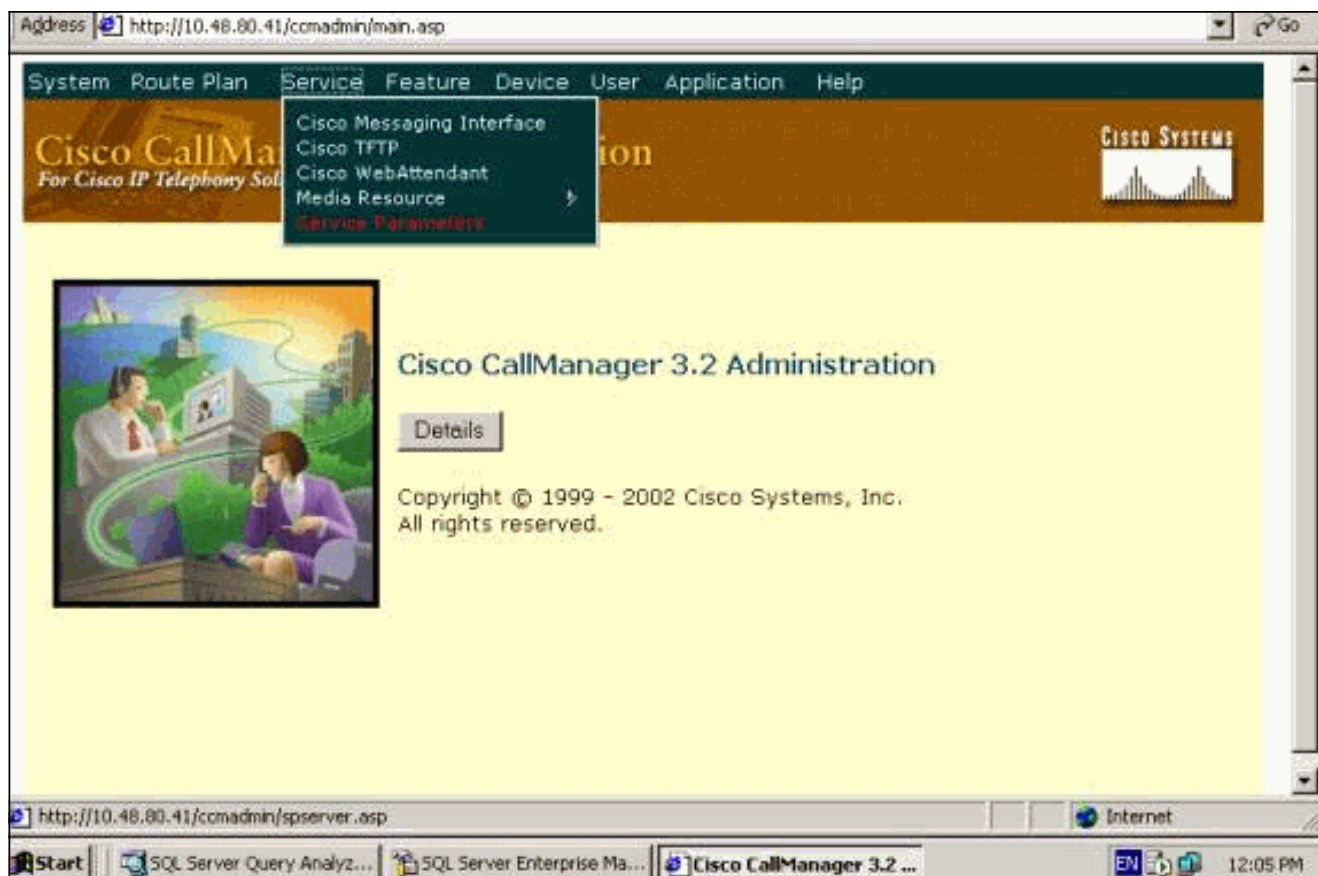 Address http://10.48.80.41/ccmadmin/main.asp Go
System Route Plan Service Feature Device User Application Help
Cisco Messaging Interface
Cisco TFTP
Cisco WebAttendant
Media Resource
Service Parameters
Cisco CallMa ion
For Cisco IP Telephony Sol
CISCO SYSTEMS
Cisco CallManager 3.2 Administration
Details
Copyright © 1999 - 2002 Cisco Systems, Inc.
All rights reserved.
http://10.48.80.41/ccmadmin/spserver.asp Internet
Start SQL Server Query Analyz... SQL Server Enterprise Ma... Cisco CallManager 3.2 ... EN 12:05 PM